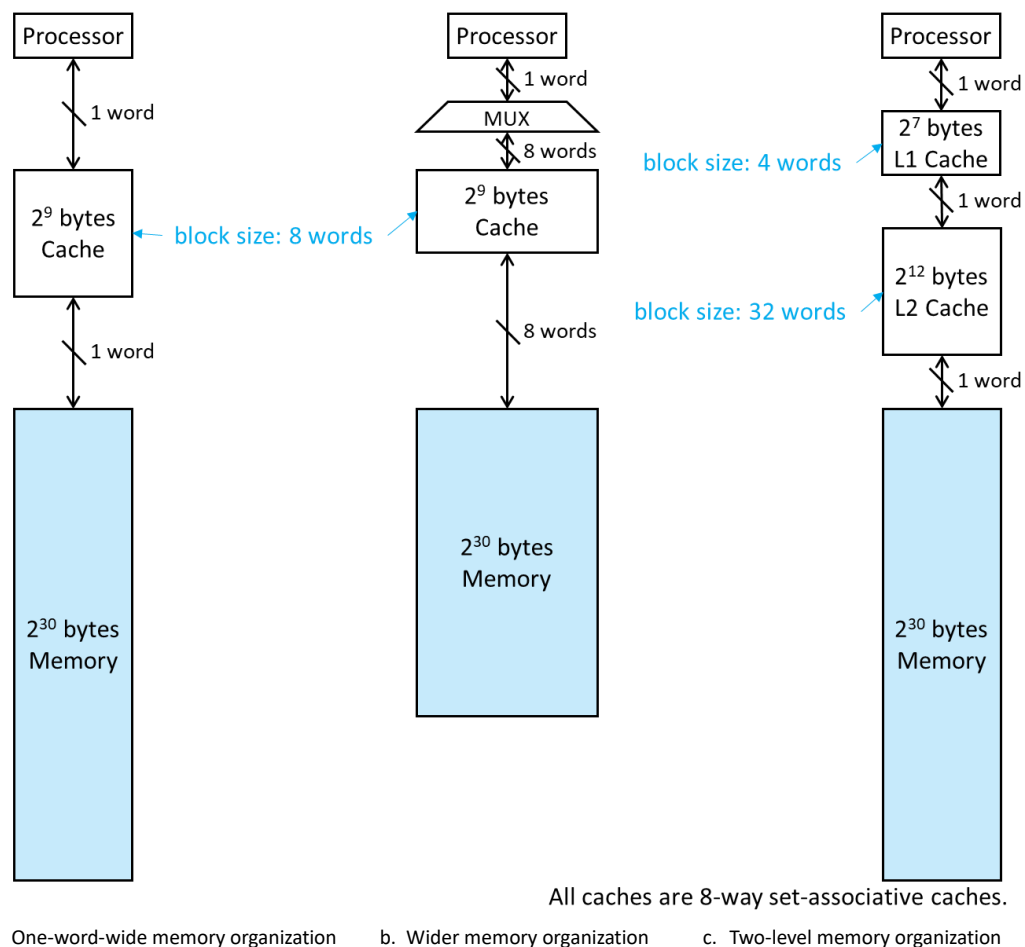 Processor
1 word
2⁹ bytes
Cache
1 word
2³⁰ bytes
Memory
block size: 8 words
Processor
1 word
MUX
8 words
2⁹ bytes
Cache
8 words
2³⁰ bytes
Memory
Processor
1 word
2⁷ bytes
L1 Cache
block size: 4 words
1 word
2¹² bytes
L2 Cache
block size: 32 words
1 word
2³⁰ bytes
Memory
All caches are 8-way set-associative caches.
One-word-wide memory organization
b. Wider memory organization
c. Two-level memory organization